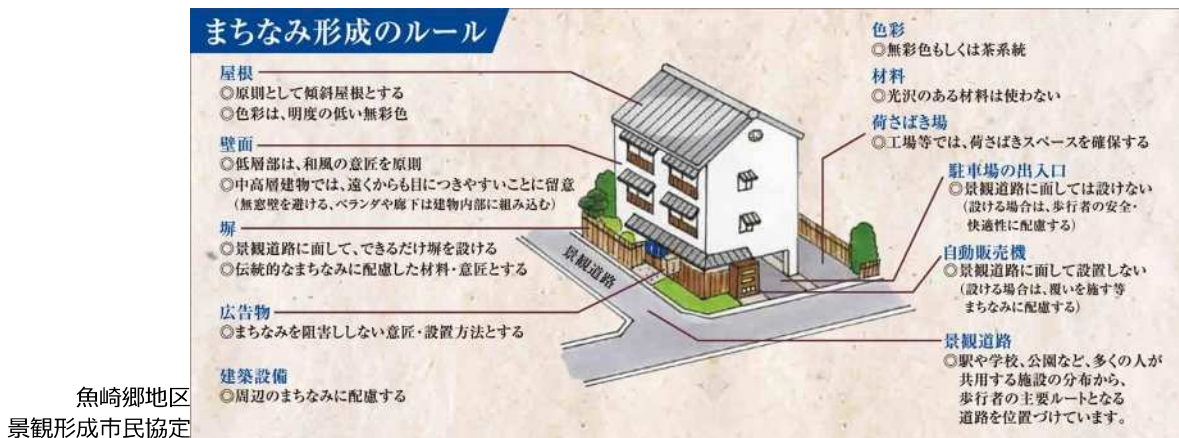 まちなみ形成のルール
屋根
◎原則として傾斜屋根とする
◎色彩は、明度の低い無彩色
壁面
◎低層部は、和風の意匠を原則
◎中高層建物では、遠くからも目につきやすいことに留意
(無窓壁を避ける、ベランダや廊下は建物内部に組み込む)
塀
◎景観道路に面して、できるだけ塀を設ける
◎伝統的なまちなみに配慮した材料・意匠とする
広告物
◎まちなみを阻害ししない意匠・設置方法とする
建築設備
◎周辺のまちなみに配慮する
景観道路
色彩
◎無彩色もしくは茶系統
材料
◎光沢のある材料は使わない
荷さばき場
◎工場等では、荷さばきスペースを確保する
駐車場の出入口
◎景観道路に面しては設けない
(設ける場合は、歩行者の安全・
快適性に配慮する)
自動販売機
◎景観道路に面して設置しない
(設ける場合は、覆いを施す等
まちなみに配慮する)
景観道路
◎駅や学校、公園など、多くの人が
共用する施設の分布から、
歩行者の主要ルートとなる
道路を位置づけています。
魚崎郷地区
景観形成市民協定